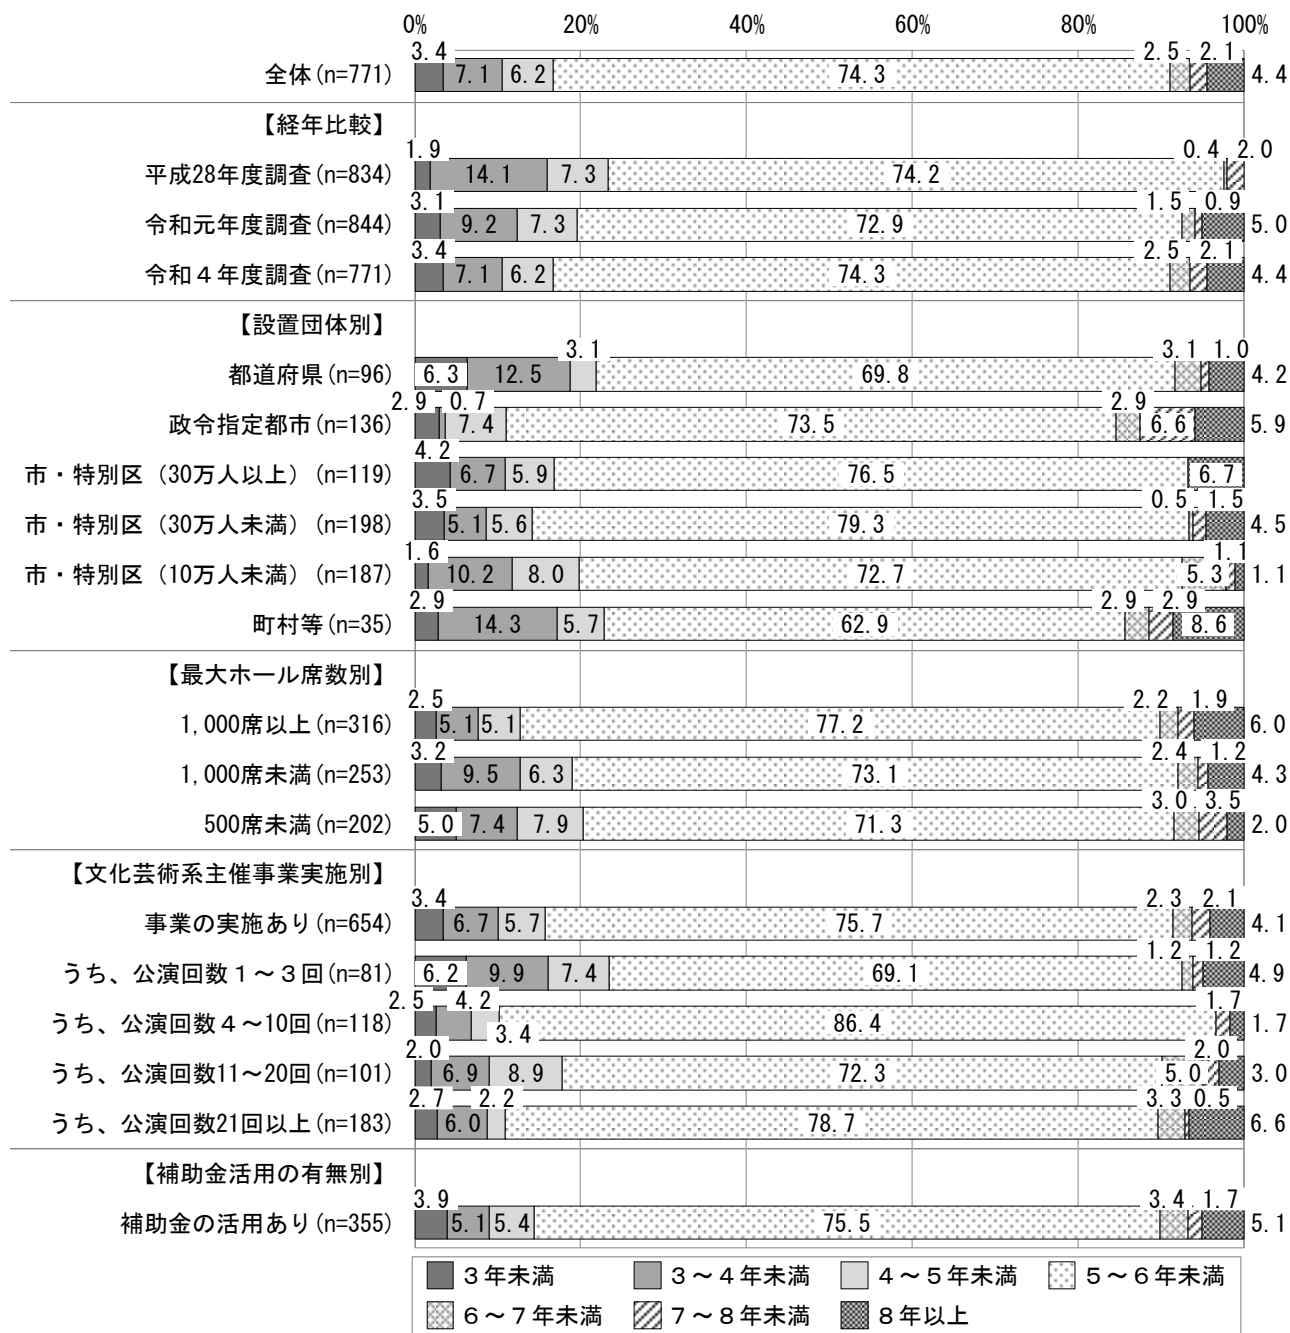 0% 20% 40% 60% 80% 100%
全体(n=771) 3.4 7.1 6.2 74.3 2.5 2.1 4.4
【経年比較】
平成28年度調査(n=834) 1.9 14.1 7.3 74.2 0.4 2.0
令和元年度調査(n=844) 3.1 9.2 7.3 72.9 1.5 0.9 5.0
令和４年度調査(n=771) 3.4 7.1 6.2 74.3 2.5 2.1 4.4
【設置団体別】
都道府県(n=96) 6.3 12.5 3.1 69.8 3.1 1.0 4.2
政令指定都市(n=136) 2.9 0.7 7.4 73.5 2.9 6.6 5.9
市・特別区（30万人以上）(n=119) 4.2 6.7 5.9 76.5 6.7
市・特別区（30万人未満）(n=198) 3.5 5.1 5.6 79.3 0.5 1.5 4.5
市・特別区（10万人未満）(n=187) 1.6 10.2 8.0 72.7 5.3 1.1 1.1
町村等(n=35) 2.9 14.3 5.7 62.9 2.9 2.9 8.6
【最大ホール席数別】
1,000席以上(n=316) 2.5 5.1 5.1 77.2 2.2 1.9 6.0
1,000席未満(n=253) 3.2 9.5 6.3 73.1 2.4 1.2 4.3
500席未満(n=202) 5.0 7.4 7.9 71.3 3.0 3.5 2.0
【文化芸術系主催事業実施別】
事業の実施あり(n=654) 3.4 6.7 5.7 75.7 2.3 2.1 4.1
うち、公演回数１～３回(n=81) 6.2 9.9 7.4 69.1 1.2 1.2 4.9
うち、公演回数４～10回(n=118) 2.5 4.2 3.4 86.4 1.7 1.7
うち、公演回数11～20回(n=101) 2.0 6.9 8.9 72.3 5.0 2.0 3.0
うち、公演回数21回以上(n=183) 2.7 6.0 2.2 78.7 3.3 0.5 6.6
【補助金活用の有無別】
補助金の活用あり(n=355) 3.9 5.1 5.4 75.5 3.4 1.7 5.1
３年未満 ３～４年未満 ４～５年未満 ５～６年未満
６～７年未満 ７～８年未満 ８年以上